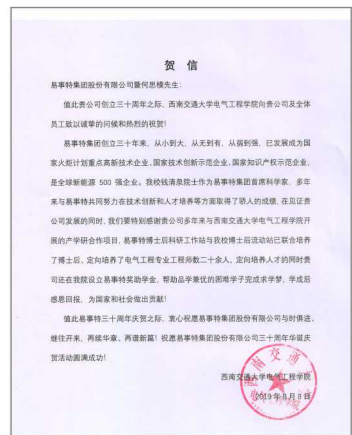 贺 信
易事特集团股份有限公司暨何思模先生：
值此贵公司创立三十周年之际，西南交通大学电气工程学院向贵公司及全体
员工致以诚挚的问候和热烈的祝贺！
易事特集团创立三十年来，从小到大，从无到有，从弱到强，已发展成为国
家火炬计划重点高新技术企业、国家技术创新示范企业、国家知识产权示范企业，
是全球新能源 500 强企业。我校钱清泉院士作为易事特集团首席科学家，多年
来与易事特共同努力在技术创新和人才培养等方面取得了骄人的成绩，在见证贵
公司发展的同时，我们要特别感谢贵公司多年来与西南交通大学电气工程学院开
展的产学研合作项目，易事特博士后科研工作站与我校博士后流动站已联合培养
了博士后，定向培养了电气工程专业工程师数二十余人。定向培养人才的同时贵
司还在我院设立易事特奖助学金，帮助品学兼优的困难学子完成求学梦，学成后
感恩回报，为国家和社会做出贡献！
值此易事特三十周年庆贺之际，衷心祝愿易事特集团股份有限公司与时俱进、
继往开来，再续华章、再谱新篇！祝愿易事特集团股份有限公司三十周年华诞庆
贺活动圆满成功！
西南交通大学电气工程学院
2019 年 8 月 8 日
西南交通大学